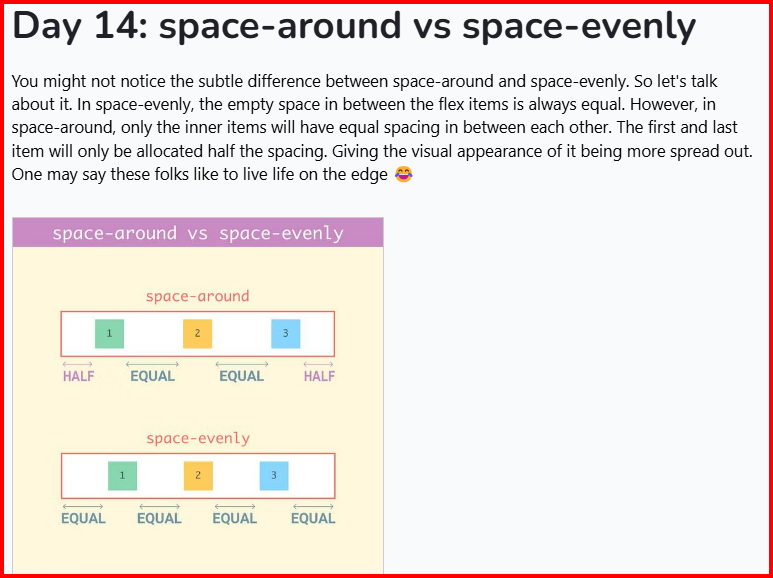 Day 14: space-around vs space-evenly
You might not notice the subtle difference between space-around and space-evenly. So let's talk
about it. In space-evenly, the empty space in between the flex items is always equal. However, in
space-around, only the inner items will have equal spacing in between each other. The first and last
item will only be allocated half the spacing. Giving the visual appearance of it being more spread out.
One may say these folks like to live life on the edge 😂
space-around vs space-evenly
space-around
1 2 3
HALF EQUAL EQUAL HALF
space-evenly
1 2 3
EQUAL EQUAL EQUAL EQUAL